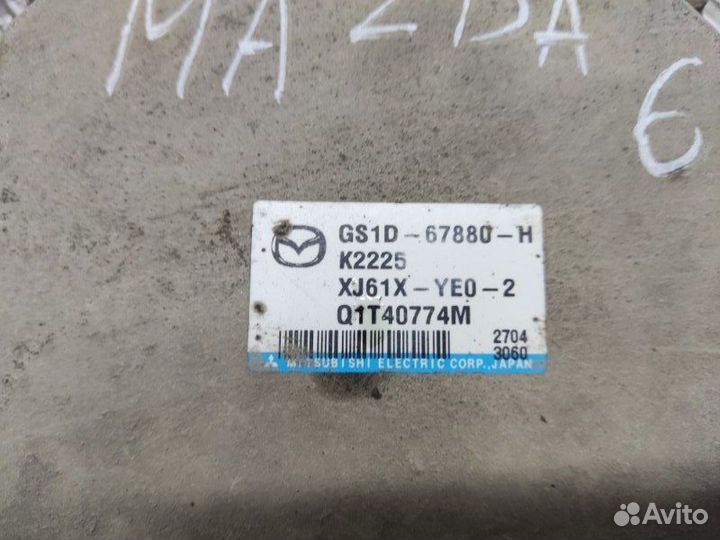 MAZDA
6
GS1D-67880-H
K2225
XJ61X-YE0-2
Q1T40774M
2704
3060
MITSUBISHI ELECTRIC CORP., JAPAN
Avito